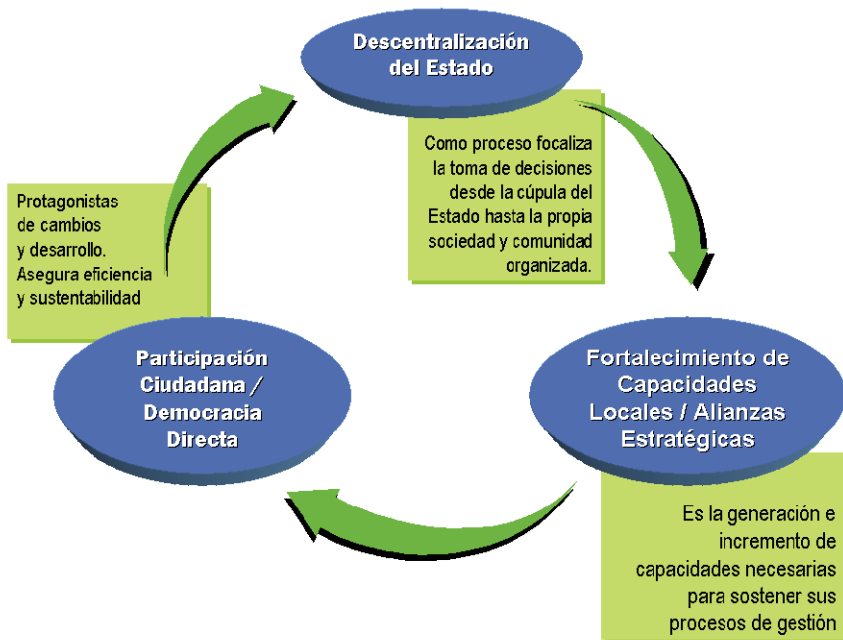 Descentralización
del Estado
Como proceso focaliza
la toma de decisiones
desde la cúpula del
Estado hasta la propia
sociedad y comunidad
organizada.
Protagonistas
de cambios
y desarrollo.
Asegura eficiencia
y sustentabilidad
Participación
Ciudadana /
Democracia
Directa
Fortalecimiento de
Capacidades
Locales / Alianzas
Estratégicas
Es la generación e
incremento de
capacidades necesarias
para sostener sus
procesos de gestión